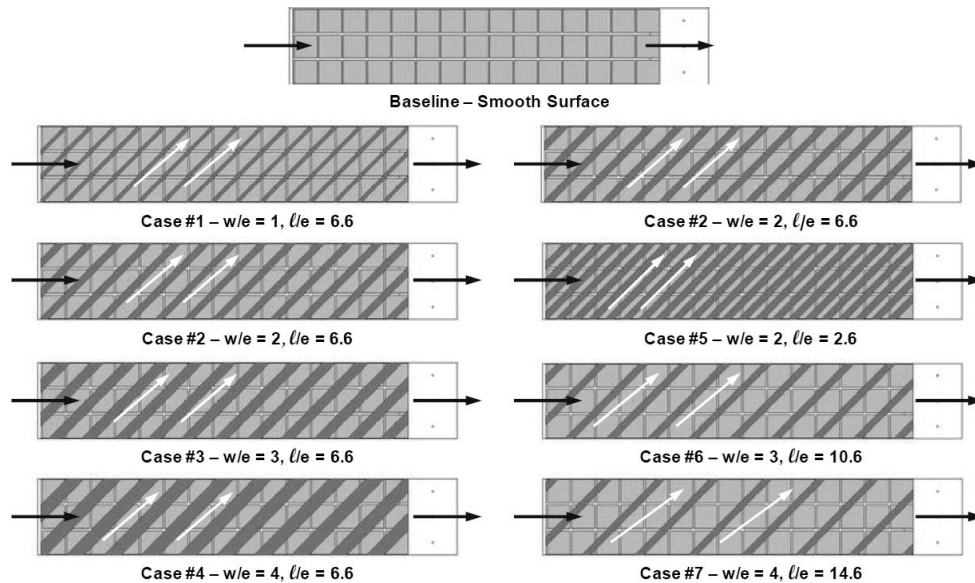 Baseline – Smooth Surface
Case #1 – w/e = 1, ℓ/e = 6.6
Case #2 – w/e = 2, ℓ/e = 6.6
Case #2 – w/e = 2, ℓ/e = 6.6
Case #5 – w/e = 2, ℓ/e = 2.6
Case #3 – w/e = 3, ℓ/e = 6.6
Case #6 – w/e = 3, ℓ/e = 10.6
Case #4 – w/e = 4, ℓ/e = 6.6
Case #7 – w/e = 4, ℓ/e = 14.6